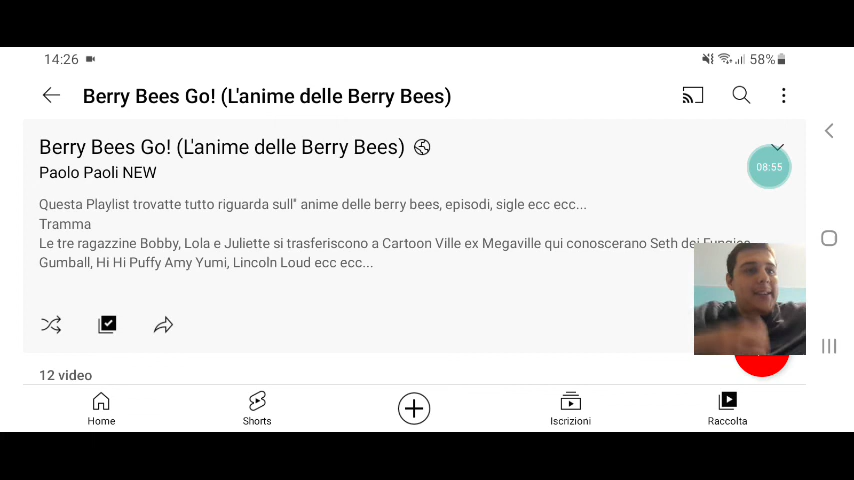 14:26
58%
Berry Bees Go! (L'anime delle Berry Bees)
Berry Bees Go! (L'anime delle Berry Bees)
Paolo Paoli NEW
08:55
Questa Playlist trovatte tutto riguarda sull" anime delle berry bees, episodi, sigle ecc ecc...
Tramma
Le tre ragazzine Bobby, Lola e Juliette si trasferiscono a Cartoon Ville ex Megaville qui conoscerano Seth dei Fungies,
Gumball, Hi Hi Puffy Amy Yumi, Lincoln Loud ecc ecc...
12 video
Home
Shorts
Iscrizioni
Raccolta